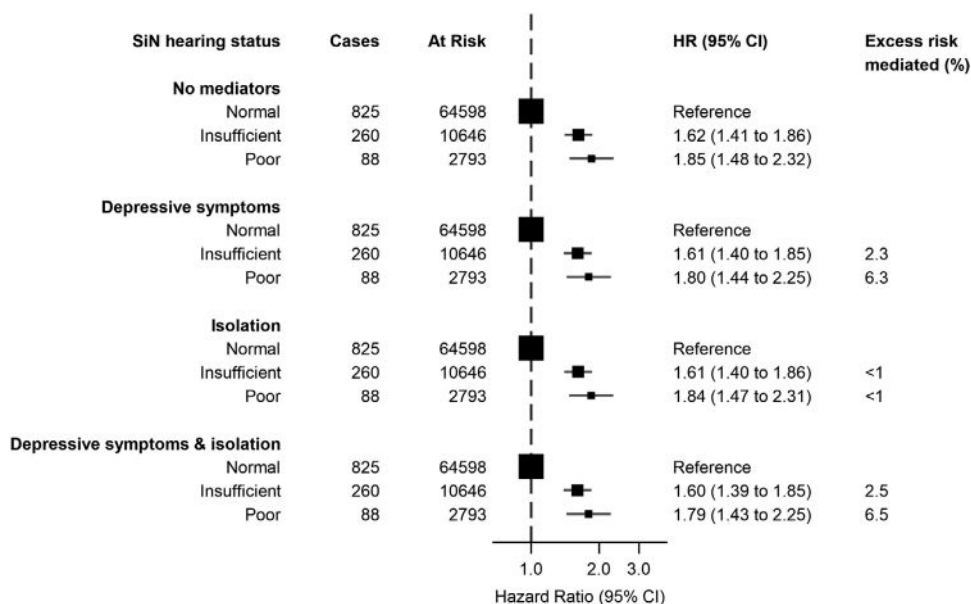 SiN hearing status Cases At Risk HR (95% CI) Excess risk
mediated (%)
No mediators
Normal 825 64598 Reference
Insufficient 260 10646 1.62 (1.41 to 1.86)
Poor 88 2793 1.85 (1.48 to 2.32)
Depressive symptoms
Normal 825 64598 Reference
Insufficient 260 10646 1.61 (1.40 to 1.85) 2.3
Poor 88 2793 1.80 (1.44 to 2.25) 6.3
Isolation
Normal 825 64598 Reference
Insufficient 260 10646 1.61 (1.40 to 1.86) <1
Poor 88 2793 1.84 (1.47 to 2.31) <1
Depressive symptoms & isolation
Normal 825 64598 Reference
Insufficient 260 10646 1.60 (1.39 to 1.85) 2.5
Poor 88 2793 1.79 (1.43 to 2.25) 6.5
1.0 2.0 3.0
Hazard Ratio (95% CI)